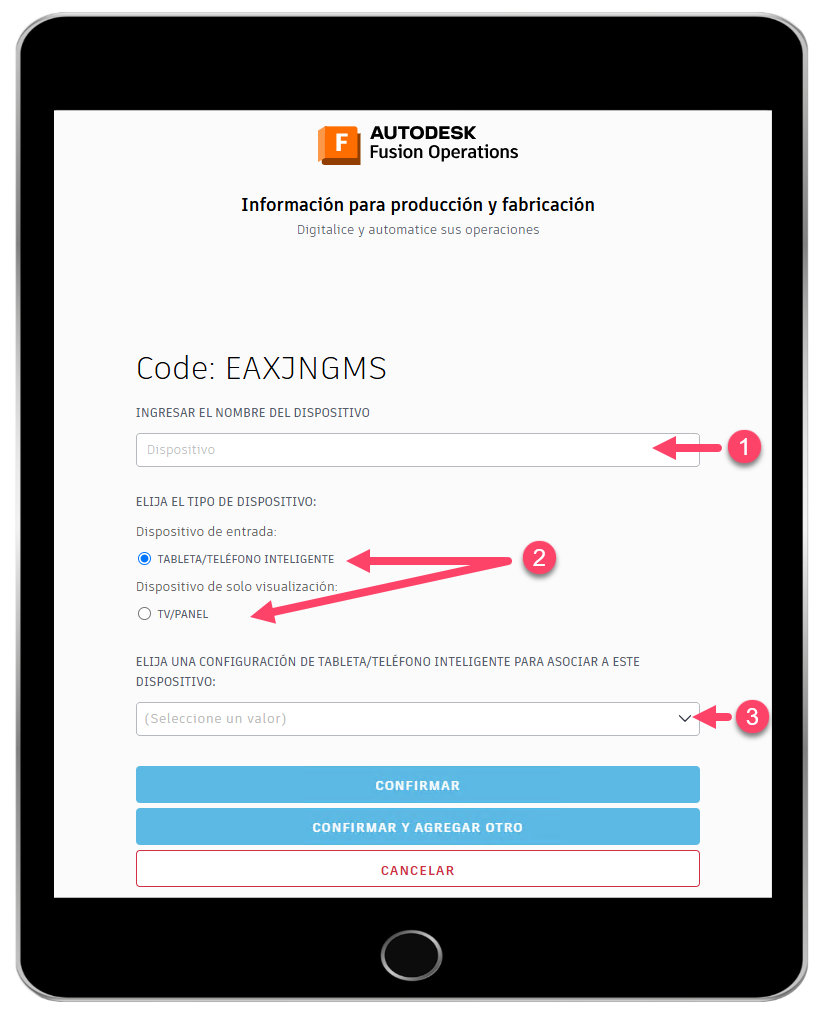 F
AUTODESK
Fusion Operations
Información para producción y fabricación
Digitalice y automatice sus operaciones
Code: EAXJNGMS
INGRESAR EL NOMBRE DEL DISPOSITIVO
Dispositivo
1
ELIJA EL TIPO DE DISPOSITIVO:
Dispositivo de entrada:
TABLETA/TELÉFONO INTELIGENTE
2
Dispositivo de solo visualización:
TV/PANEL
ELIJA UNA CONFIGURACIÓN DE TABLETA/TELÉFONO INTELIGENTE PARA ASOCIAR A ESTE
DISPOSITIVO:
(Seleccione un valor)
3
CONFIRMAR
CONFIRMAR Y AGREGAR OTRO
CANCELAR